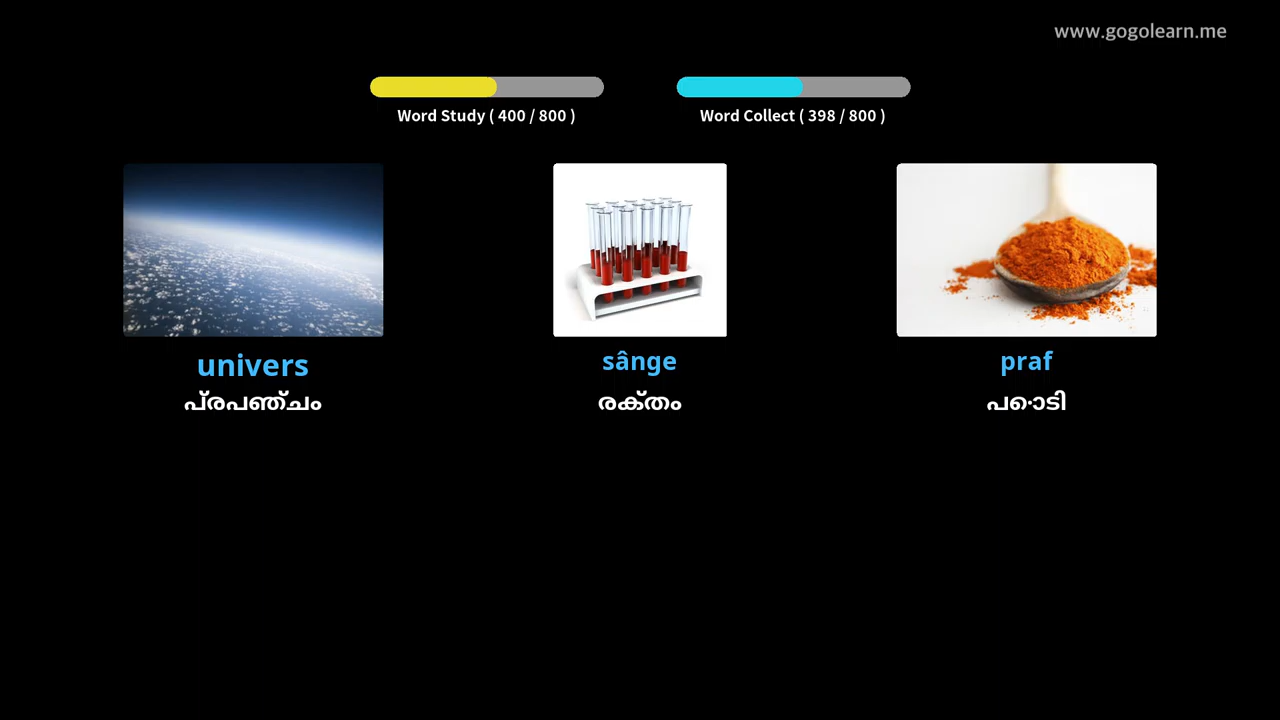 www.gogolearn.me
Word Study ( 400 / 800 )
Word Collect ( 398 / 800 )
univers
sânge
praf
പ്രപഞ്ചം
രക്തം
പൊടി